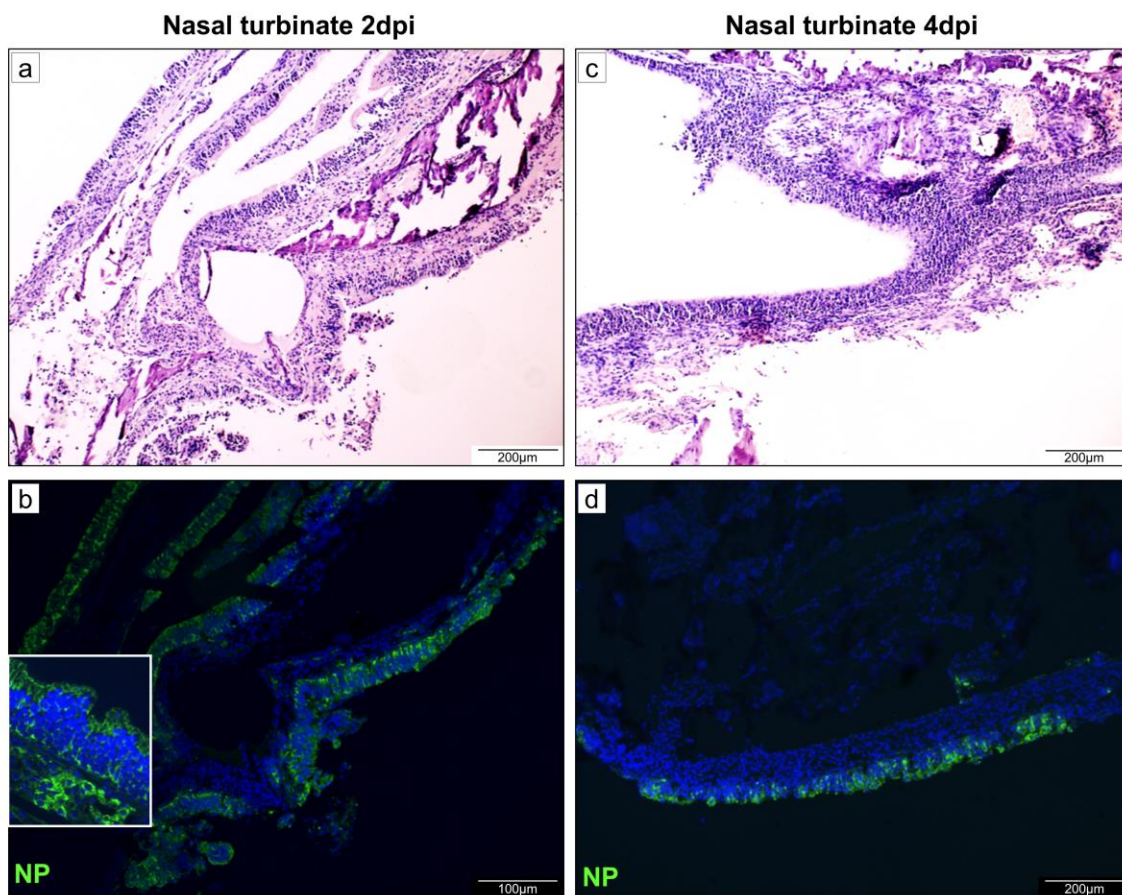 Nasal turbinate 2dpi
Nasal turbinate 4dpi
a
c
200µm
200µm
b
d
NP
100µm
NP
200µm